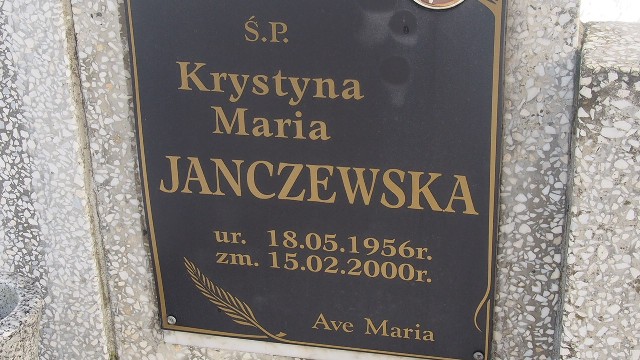 Ś.P.
Krystyna
Maria
JANCZEWSKA
ur. 18.05.1956r.
zm. 15.02.2000r.
Ave Maria